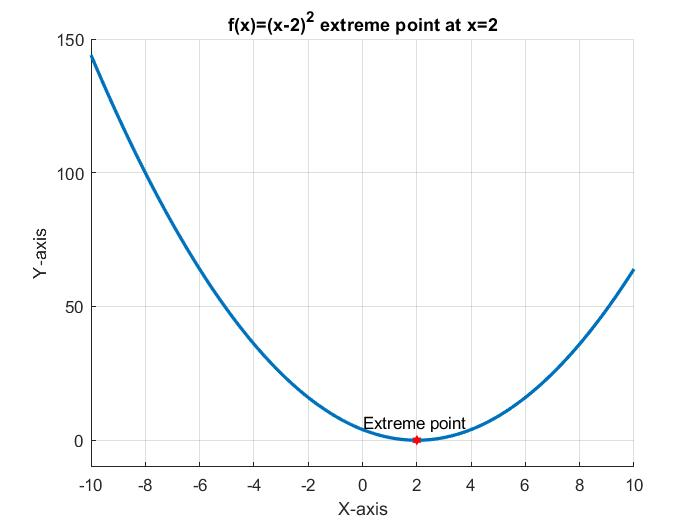 f(x)=(x-2)² extreme point at x=2
150
100
50
0
Y-axis
Extreme point
-10 -8 -6 -4 -2 0 2 4 6 8 10
X-axis